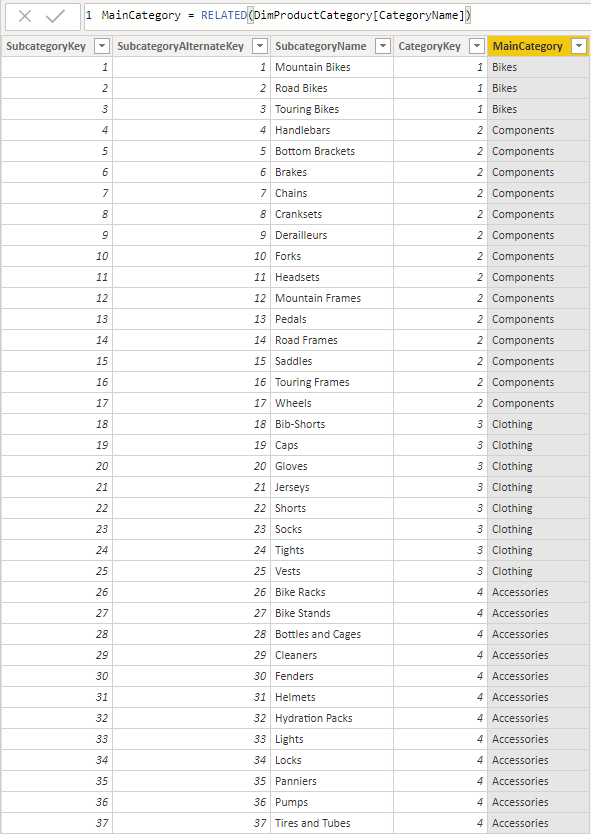 1 MainCategory = RELATED(DimProductCategory[CategoryName])
SubcategoryKey SubcategoryAlternateKey SubcategoryName CategoryKey MainCategory
1 1 Mountain Bikes 1 Bikes
2 2 Road Bikes 1 Bikes
3 3 Touring Bikes 1 Bikes
4 4 Handlebars 2 Components
5 5 Bottom Brackets 2 Components
6 6 Brakes 2 Components
7 7 Chains 2 Components
8 8 Cranksets 2 Components
9 9 Derailleurs 2 Components
10 10 Forks 2 Components
11 11 Headsets 2 Components
12 12 Mountain Frames 2 Components
13 13 Pedals 2 Components
14 14 Road Frames 2 Components
15 15 Saddles 2 Components
16 16 Touring Frames 2 Components
17 17 Wheels 2 Components
18 18 Bib-Shorts 3 Clothing
19 19 Caps 3 Clothing
20 20 Gloves 3 Clothing
21 21 Jerseys 3 Clothing
22 22 Shorts 3 Clothing
23 23 Socks 3 Clothing
24 24 Tights 3 Clothing
25 25 Vests 3 Clothing
26 26 Bike Racks 4 Accessories
27 27 Bike Stands 4 Accessories
28 28 Bottles and Cages 4 Accessories
29 29 Cleaners 4 Accessories
30 30 Fenders 4 Accessories
31 31 Helmets 4 Accessories
32 32 Hydration Packs 4 Accessories
33 33 Lights 4 Accessories
34 34 Locks 4 Accessories
35 35 Panniers 4 Accessories
36 36 Pumps 4 Accessories
37 37 Tires and Tubes 4 Accessories